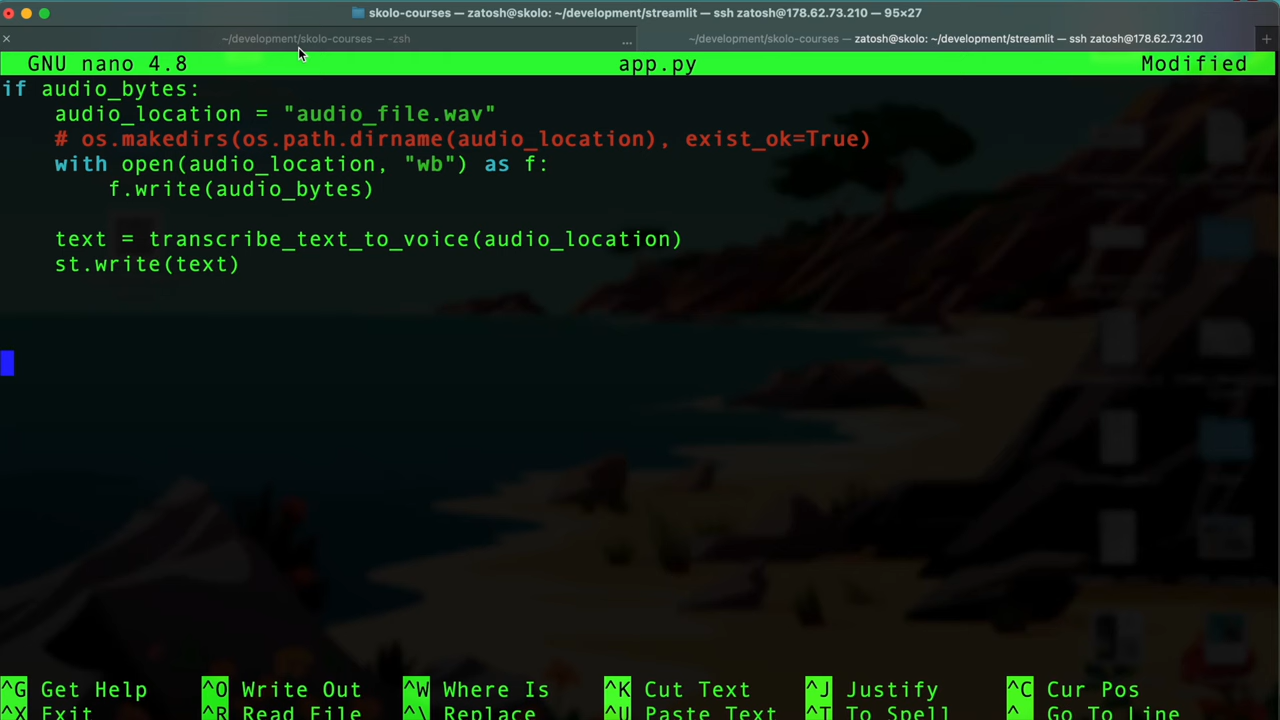 skolo-courses — zatosh@skolo: ~/development/streamlit — ssh zatosh@178.62.73.210 — 95×27
~/development/skolo-courses — -zsh
... ~/development/skolo-courses — zatosh@skolo: ~/development/streamlit — ssh zatosh@178.62.73.210
GNU nano 4.8 app.py Modified
if audio_bytes:
    audio_location = "audio_file.wav"
    # os.makedirs(os.path.dirname(audio_location), exist_ok=True)
    with open(audio_location, "wb") as f:
        f.write(audio_bytes)
    text = transcribe_text_to_voice(audio_location)
    st.write(text)
^G Get Help ^O Write Out ^W Where Is ^K Cut Text ^J Justify ^C Cur Pos
^X Exit ^R Read File ^\ Replace ^U Paste Text ^T To Spell ^_ Go To Line